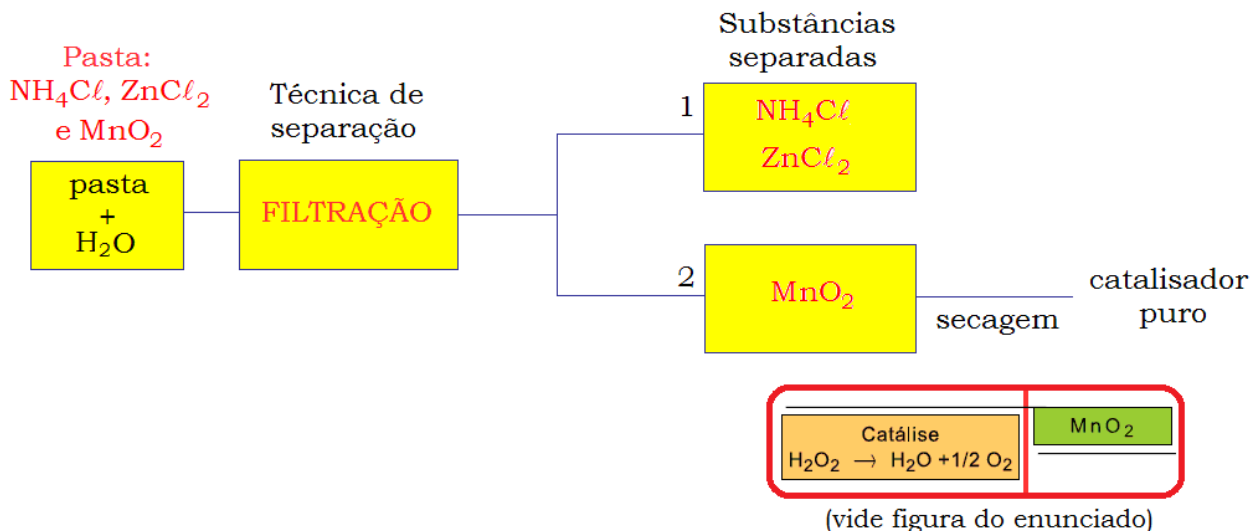 Pasta:
NH₄Cℓ, ZnCℓ₂
e MnO₂
pasta
+
H₂O
Técnica de
separação
FILTRAÇÃO
Substâncias
separadas
1
NH₄Cℓ
ZnCℓ₂
2
MnO₂
secagem
catalisador
puro
Catálise
H₂O₂ → H₂O +1/2 O₂
MnO₂
(vide figura do enunciado)